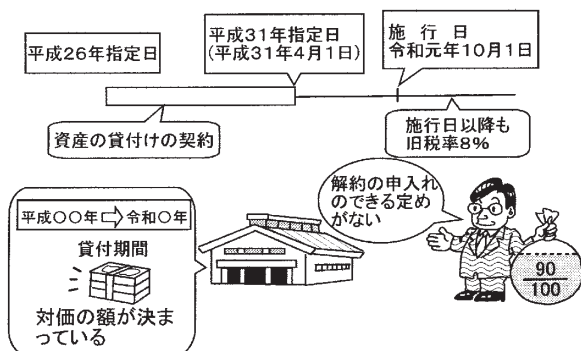 平成26年指定日
平成31年指定日
(平成31年4月1日)
施行日
令和元年10月1日
資産の貸付けの契約
施行日以降も
旧税率8%
平成〇〇年⇨令和〇年
貸付期間
対価の額が決ま
っている
解約の申入れ
のできる定め
がない
90
100